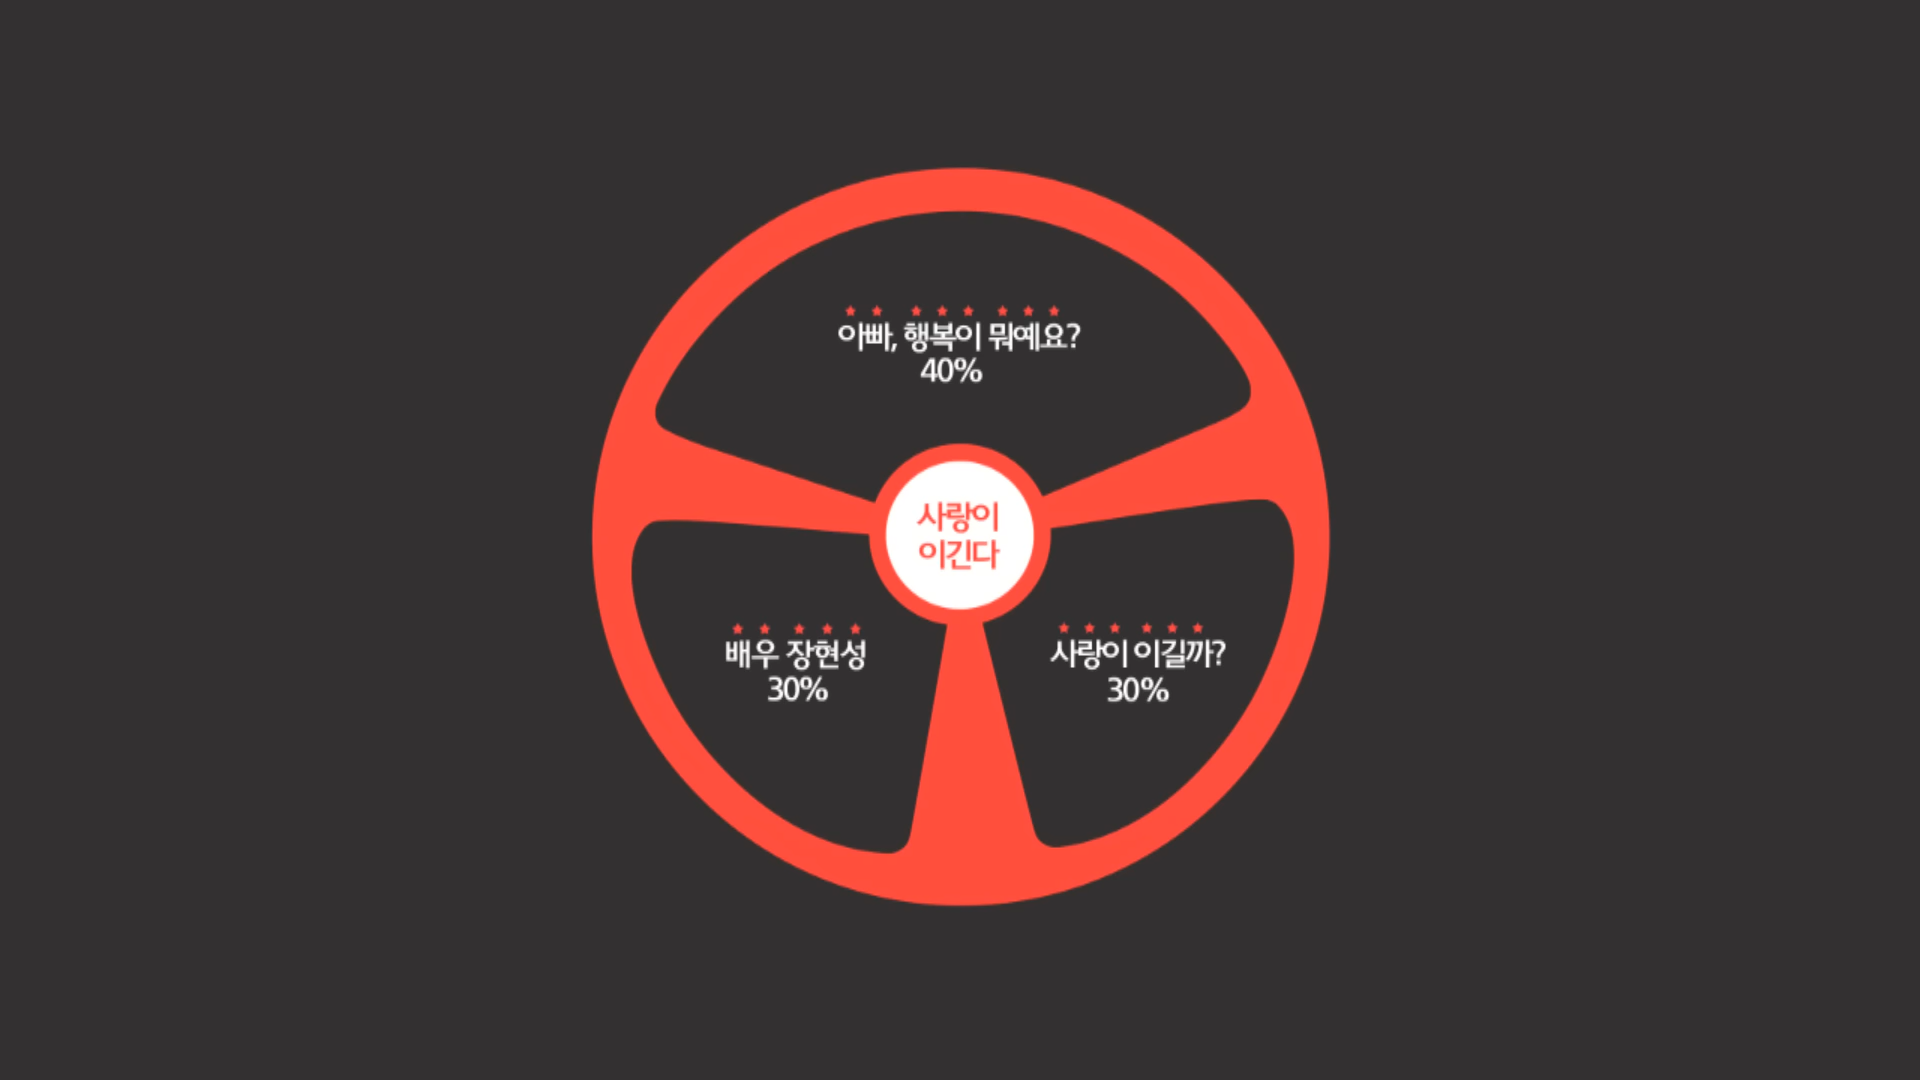 아빠, 행복이 뭐예요?
40%
사랑이
이긴다
배우 장현성
30%
사랑이 이길까?
30%